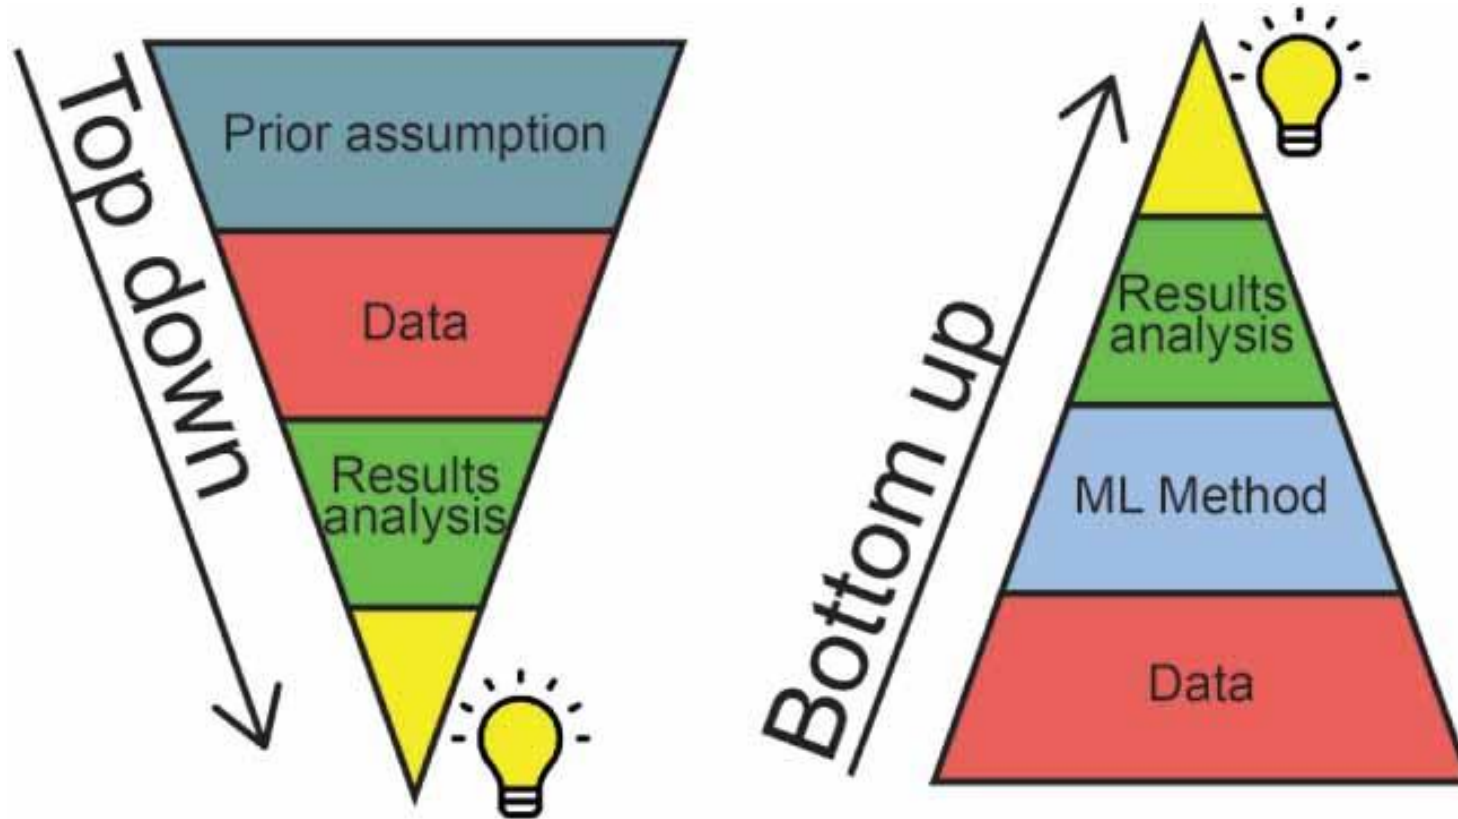 Top down
Prior assumption
Data
Results
analysis
Bottom up
Results
analysis
ML Method
Data